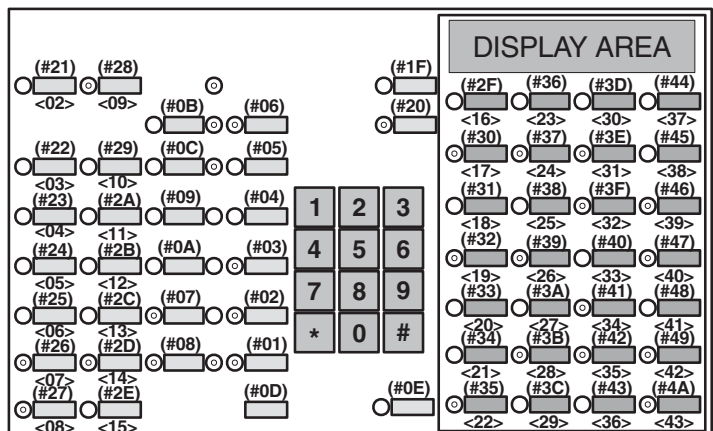 DISPLAY AREA
(#21) (#28) (#1F)
(#2F) (#36) (#3D) (#44)
<02> <09>
(#0B) (#06) (#20)
<16> <23> <30> <37>
(#30) (#37) (#3E) (#45)
(#22) (#29) (#0C) (#05)
<17> <24> <31> <38>
<03> <10>
(#31) (#38) (#3F) (#46)
(#23) (#2A) (#09) (#04)
1 2 3
<18> <25> <32> <39>
<04> <11>
(#32) (#39) (#40) (#47)
(#24) (#2B) (#0A) (#03)
4 5 6
<19> <26> <33> <40>
<05> <12>
(#33) (#3A) (#41) (#48)
(#25) (#2C) (#07) (#02)
7 8 9
<20> <27> <34> <41>
<06> <13>
* 0 #
(#34) (#3B) (#42) (#49)
(#26) (#2D) (#08) (#01)
<21> <28> <35> <42>
<07> <14>
(#35) (#3C) (#43) (#4A)
(#27) (#2E) (#0D) (#0E)
<22> <29> <36> <43>
<08> <15>